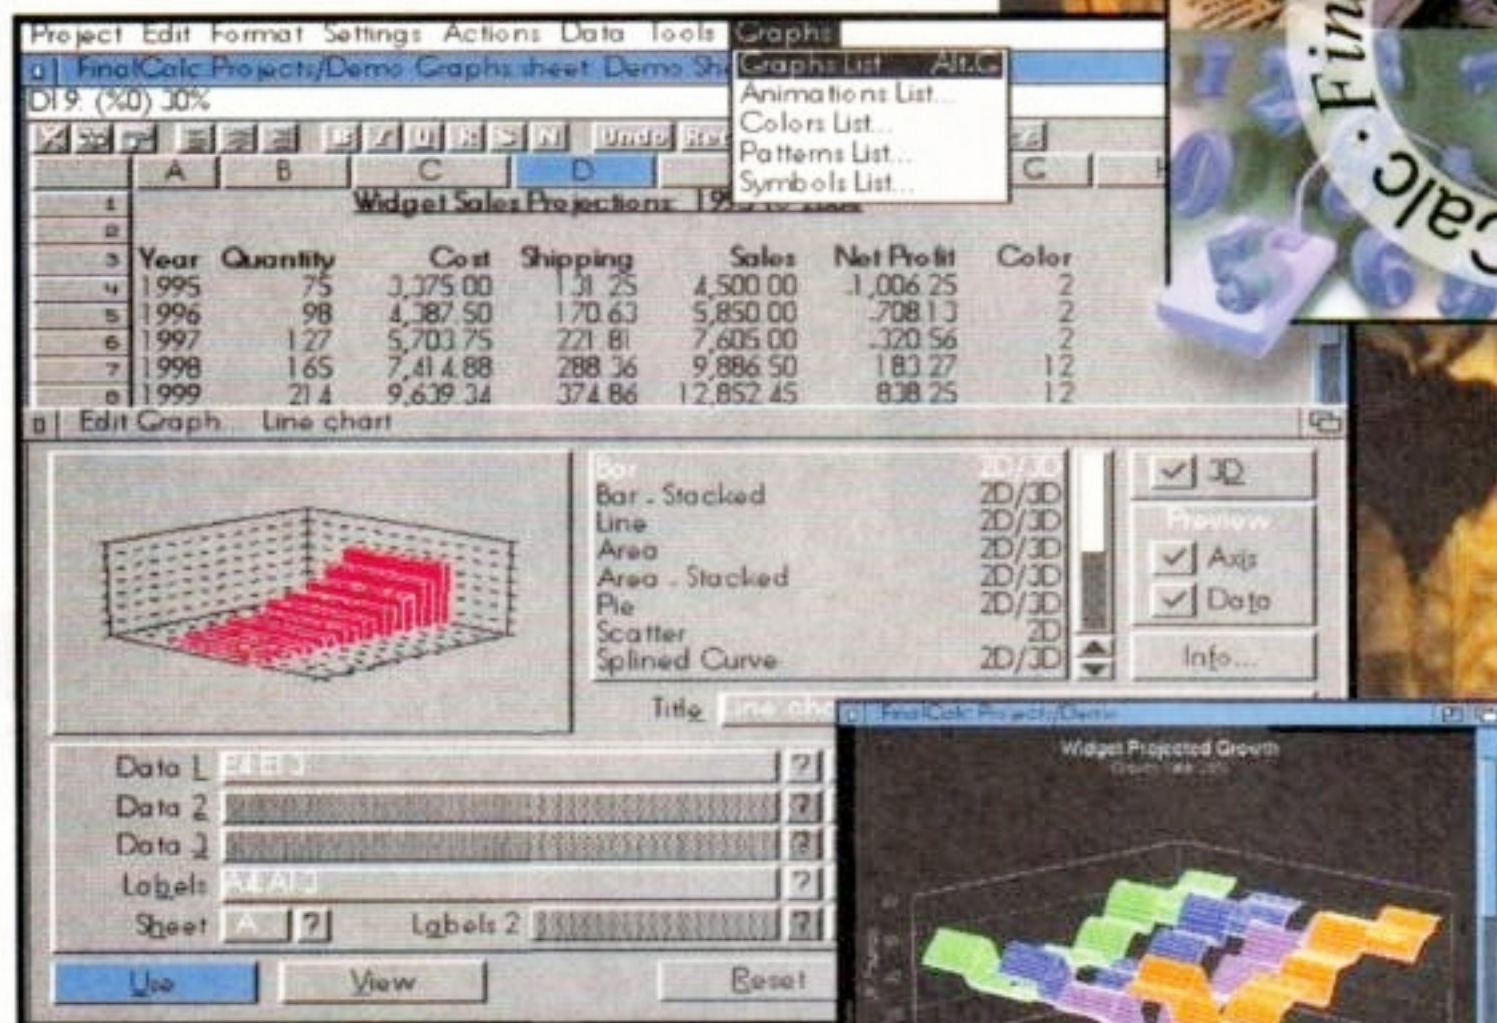 Project Edit Format Settings Actions Data Tools Graphs
FinalCalc Projects/Demo Graphs sheet Demo
D19: (%0) 30%
Graphs List... Alt.G
Animations List...
Colors List...
Patterns List...
Symbols List...
B I U R S N Undo
A B C D G
Widget Sales Projections:
1
2
3 Year Quantity Cost Shipping Sales Net Profit Color
4 1995 75 3,375.00 131.25 4,500.00 -1,006.25 2
5 1996 98 4,387.50 170.63 5,850.00 -708.13 2
6 1997 127 5,703.75 221.81 7,605.00 -320.56 2
7 1998 165 7,414.88 288.36 9,886.50 183.27 12
8 1999 214 9,639.34 374.86 12,852.45 838.25 12
Edit Graph... Line chart
Bar 2D/3D
Bar - Stacked 2D/3D
Line 2D/3D
Area 2D/3D
Area - Stacked 2D/3D
Pie 2D/3D
Scatter 2D
Splined Curve 2D/3D
3D
Preview
Axis
Data
Info...
Title Line
Data 1 ?
Data 2 ?
Data 3 ?
Labels ?
Sheet A ? Labels 2 ?
Use View Reset
FinalCalc Projects/Demo
Widget Projected Growth
Fin
Calc